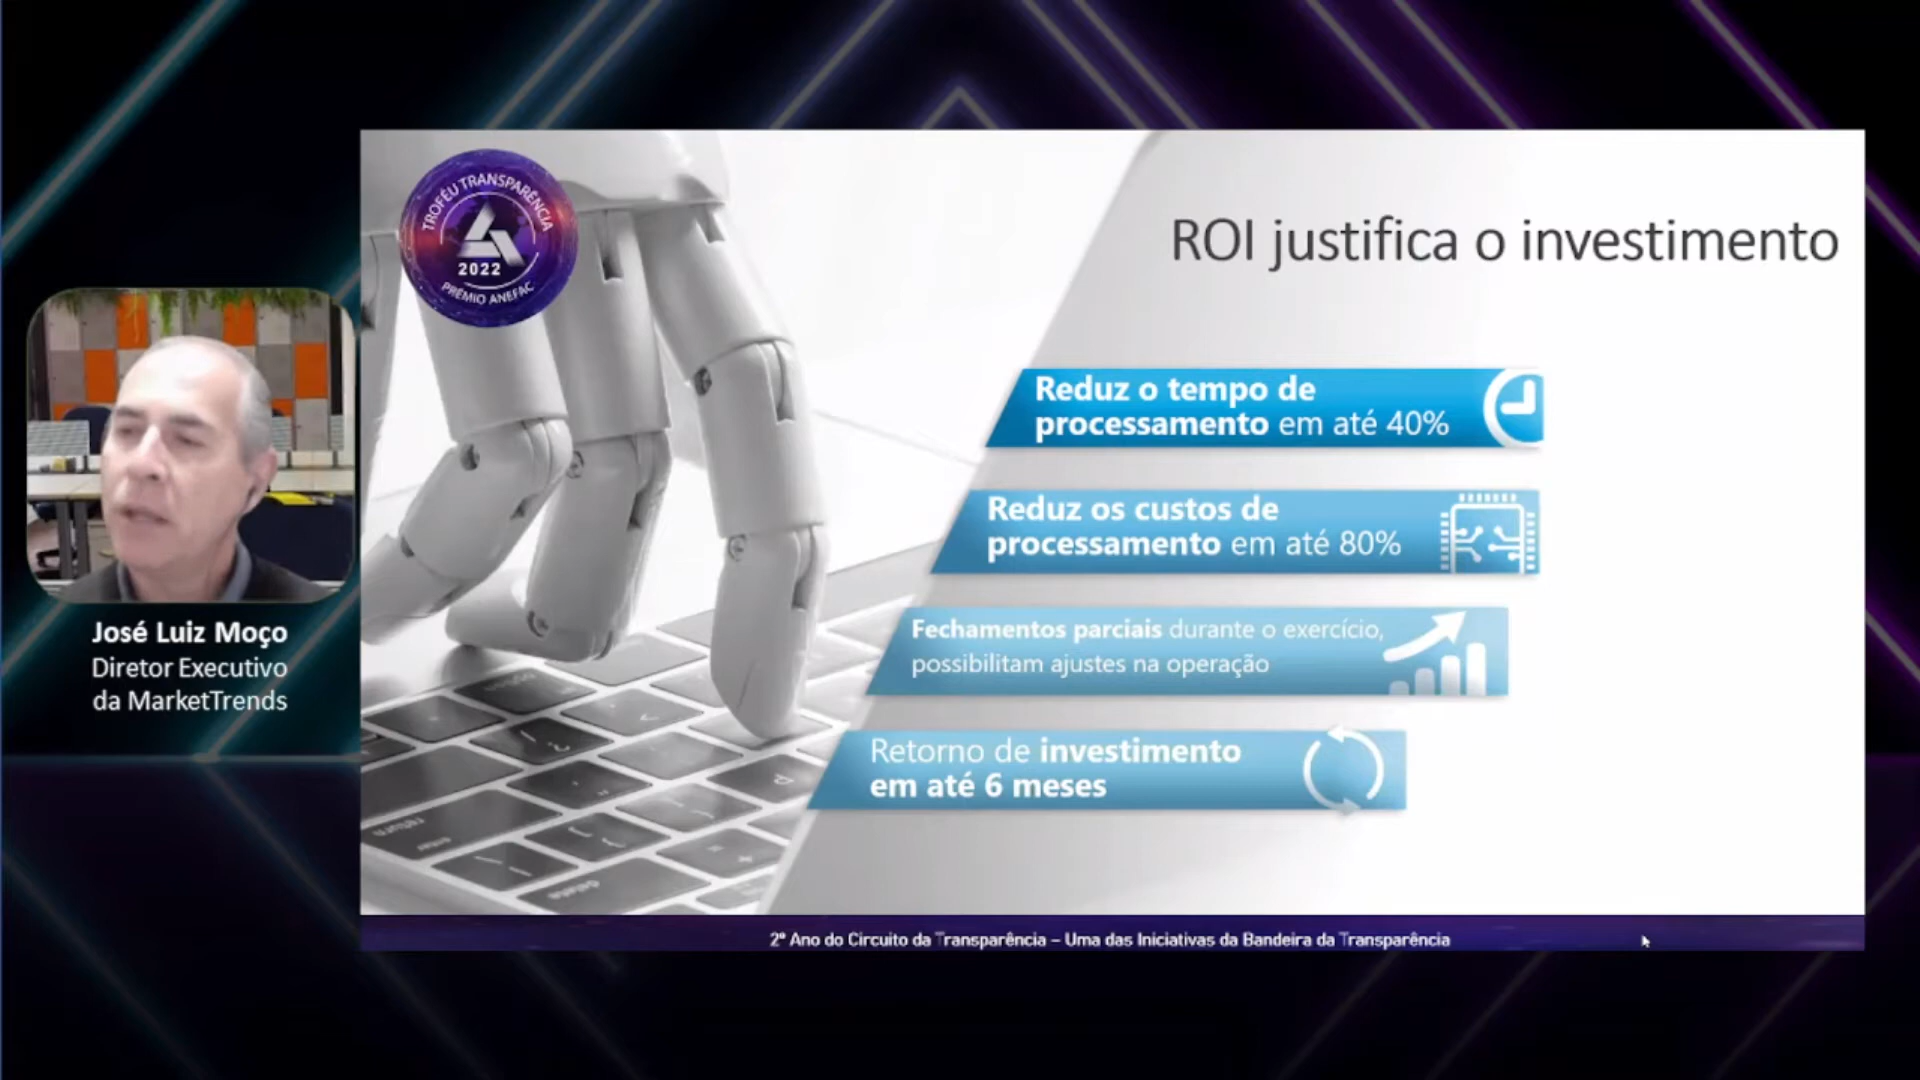 TROFÉU TRANSPARÊNCIA
2022
PRÊMIO ANEFAC
ROI justifica o investimento
Reduz o tempo de
processamento em até 40%
Reduz os custos de
processamento em até 80%
Fechamentos parciais durante o exercício,
possibilitam ajustes na operação
Retorno de investimento
em até 6 meses
José Luiz Moço
Diretor Executivo
da MarketTrends
return
enter
delete
2º Ano do Circuito da Transparência – Uma das Iniciativas da Bandeira da Transparência